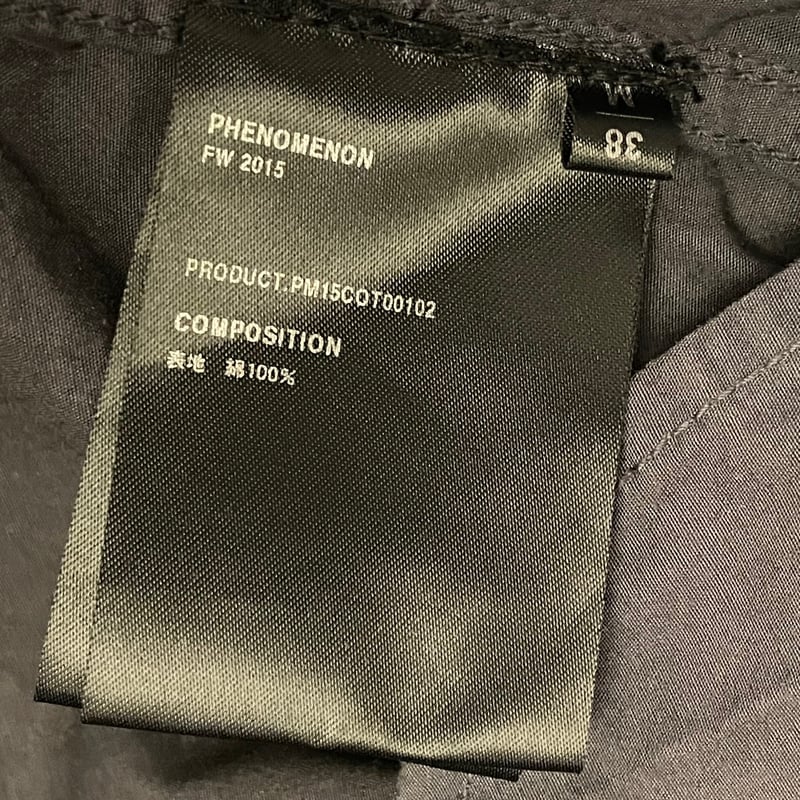 PHENOMENON
FW 2015
PRODUCT.PM15COT00102
COMPOSITION
表地 綿100%
M
38